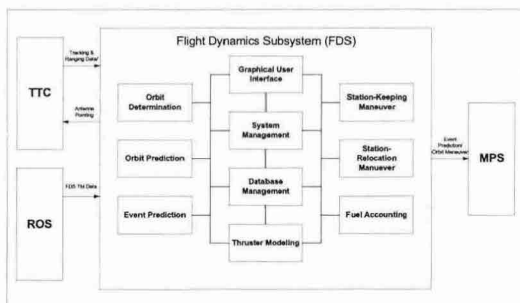 Flight Dynamics Subsystem (FDS)
Tracking &
Ranging Data/
TTC
Antenna
Pointing
ROS
FDS TM Data
Orbit
Determination
Orbit Prediction
Event Prediction
Graphical User
Interface
System
Management
Database
Management
Thruster Modeling
Station-Keeping
Maneuver
Station-
Relocation
Manuever
Fuel Accounting
Event
Prediction/
Orbit Maneuver
MPS